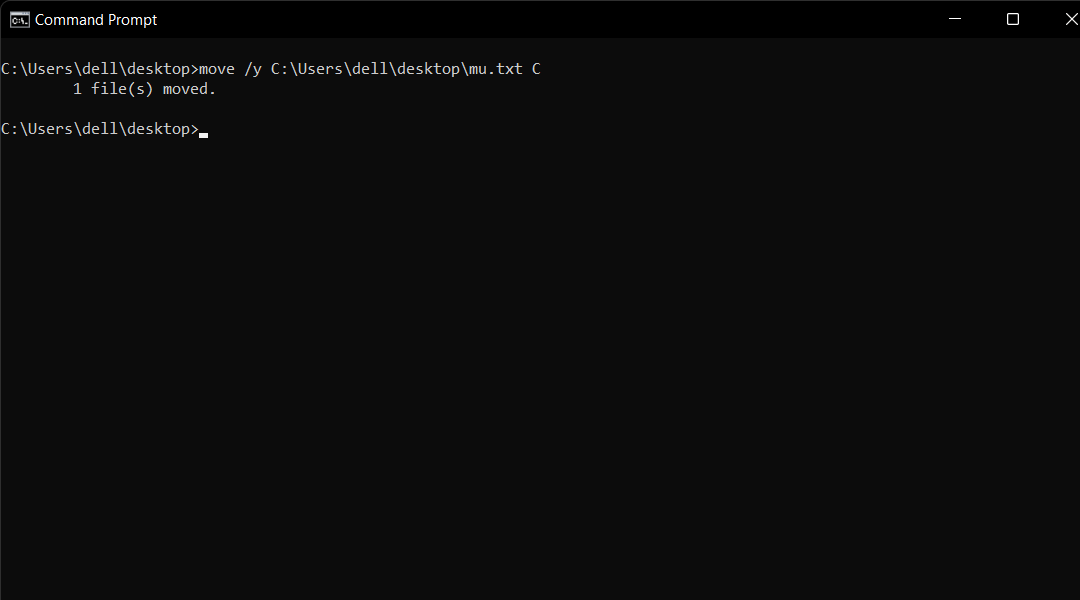 Command Prompt
C:\Users\dell\desktop>move /y C:\Users\dell\desktop\mu.txt C
        1 file(s) moved.
C:\Users\dell\desktop>